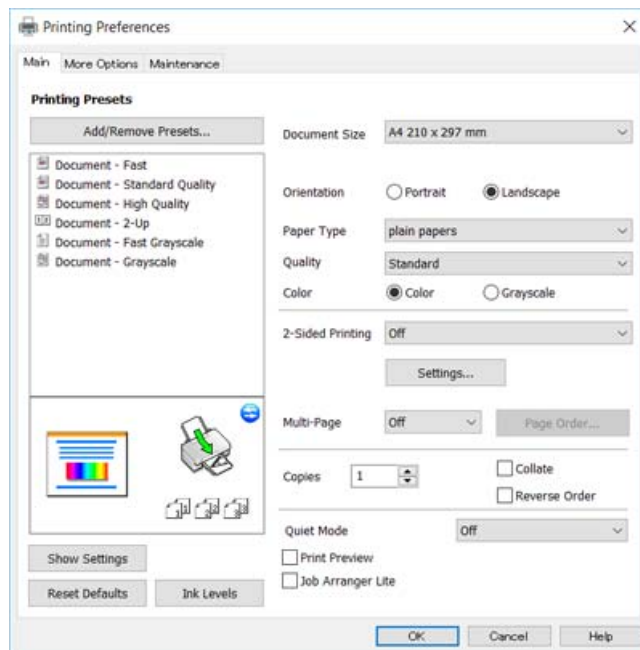 Printing Preferences
Main More Options Maintenance
Printing Presets
Add/Remove Presets...
Document - Fast
Document - Standard Quality
Document - High Quality
Document - 2-Up
Document - Fast Grayscale
Document - Grayscale
Show Settings
Reset Defaults Ink Levels
Document Size A4 210 x 297 mm
Orientation Portrait Landscape
Paper Type plain papers
Quality Standard
Color Color Grayscale
2-Sided Printing Off
Settings...
Multi-Page Off Page Order...
Copies 1 Collate
Reverse Order
Quiet Mode Off
Print Preview
Job Arranger Lite
OK Cancel Help